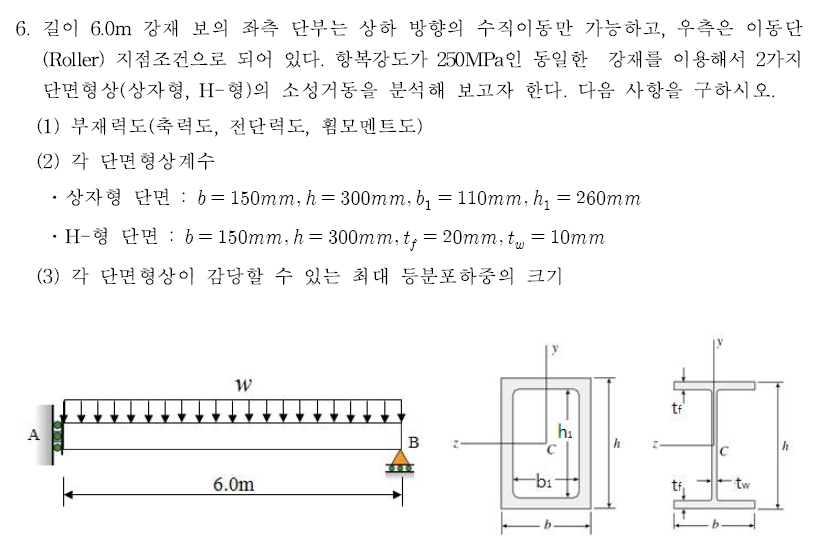 6. 길이 6.0m 강재 보의 좌측 단부는 상하 방향의 수직이동만 가능하고, 우측은 이동단
(Roller) 지점조건으로 되어 있다. 항복강도가 250MPa인 동일한 강재를 이용해서 2가지
단면형상(상자형, H-형)의 소성거동을 분석해 보고자 한다. 다음 사항을 구하시오.
(1) 부재력도(축력도, 전단력도, 휨모멘트도)
(2) 각 단면형상계수
· 상자형 단면 : b = 150mm, h = 300mm, b₁ = 110mm, h₁ = 260mm
· H-형 단면 : b = 150mm, h = 300mm, t_f = 20mm, t_w = 10mm
(3) 각 단면형상이 감당할 수 있는 최대 등분포하중의 크기
W
A
B
6.0m
y
z
C
h₁
b₁
h
b
y
tf
z
C
h
tf
tw
b